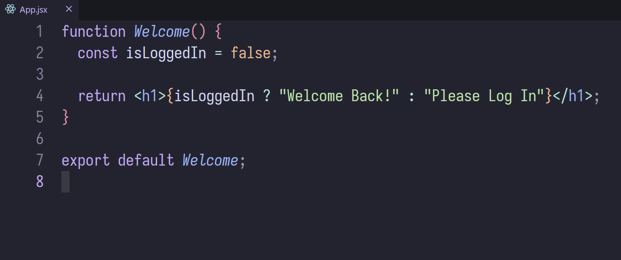 App.jsx ×
1 function Welcome() {
2   const isLoggedIn = false;
3
4   return <h1>{isLoggedIn ? "Welcome Back!" : "Please Log In"}</h1>;
5 }
6
7 export default Welcome;
8